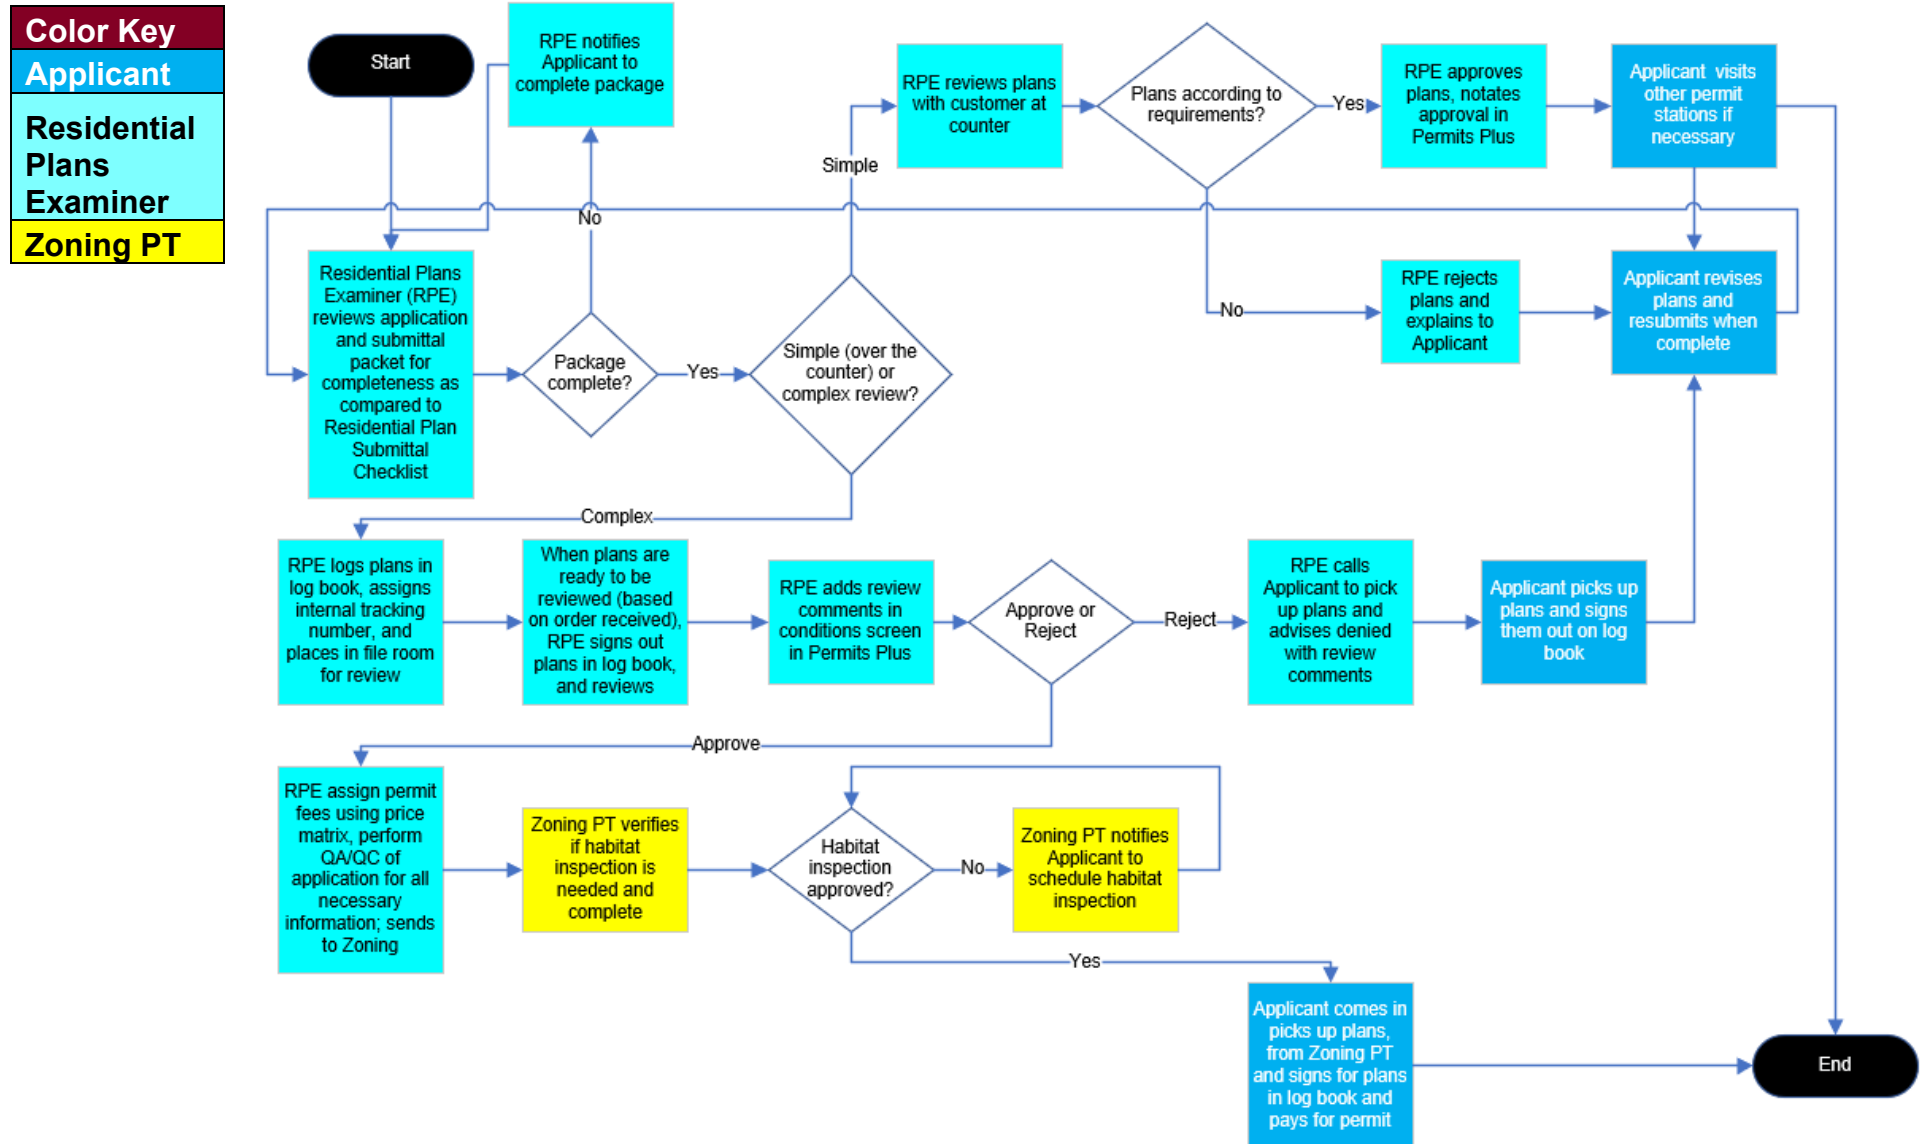 Color Key
Applicant
Residential
Plans
Examiner
Zoning PT
Start
RPE notifies
Applicant to
complete package
RPE reviews plans
with customer at
counter
Plans according to
requirements?
Yes
RPE approves
plans, notates
approval in
Permits Plus
Applicant visits
other permit
stations if
necessary
Simple
No
Residential Plans
Examiner (RPE)
reviews application
and submittal
packet for
completeness as
compared to
Residential Plan
Submittal
Checklist
Package
complete?
Yes
Simple (over the
counter) or
complex review?
No
RPE rejects
plans and
explains to
Applicant
Applicant revises
plans and
resubmits when
complete
Complex
RPE logs plans in
log book, assigns
internal tracking
number, and
places in file room
for review
When plans are
ready to be
reviewed (based
on order received),
RPE signs out
plans in log book,
and reviews
RPE adds review
comments in
conditions screen
in Permits Plus
Approve or
Reject
Reject
RPE calls
Applicant to pick
up plans and
advises denied
with review
comments
Applicant picks up
plans and signs
them out on log
book
Approve
RPE assign permit
fees using price
matrix, perform
QA/QC of
application for all
necessary
information; sends
to Zoning
Zoning PT verifies
if habitat
inspection is
needed and
complete
Habitat
inspection
approved?
No
Zoning PT notifies
Applicant to
schedule habitat
inspection
Yes
Applicant comes in
picks up plans,
from Zoning PT
and signs for plans
in log book and
pays for permit
End